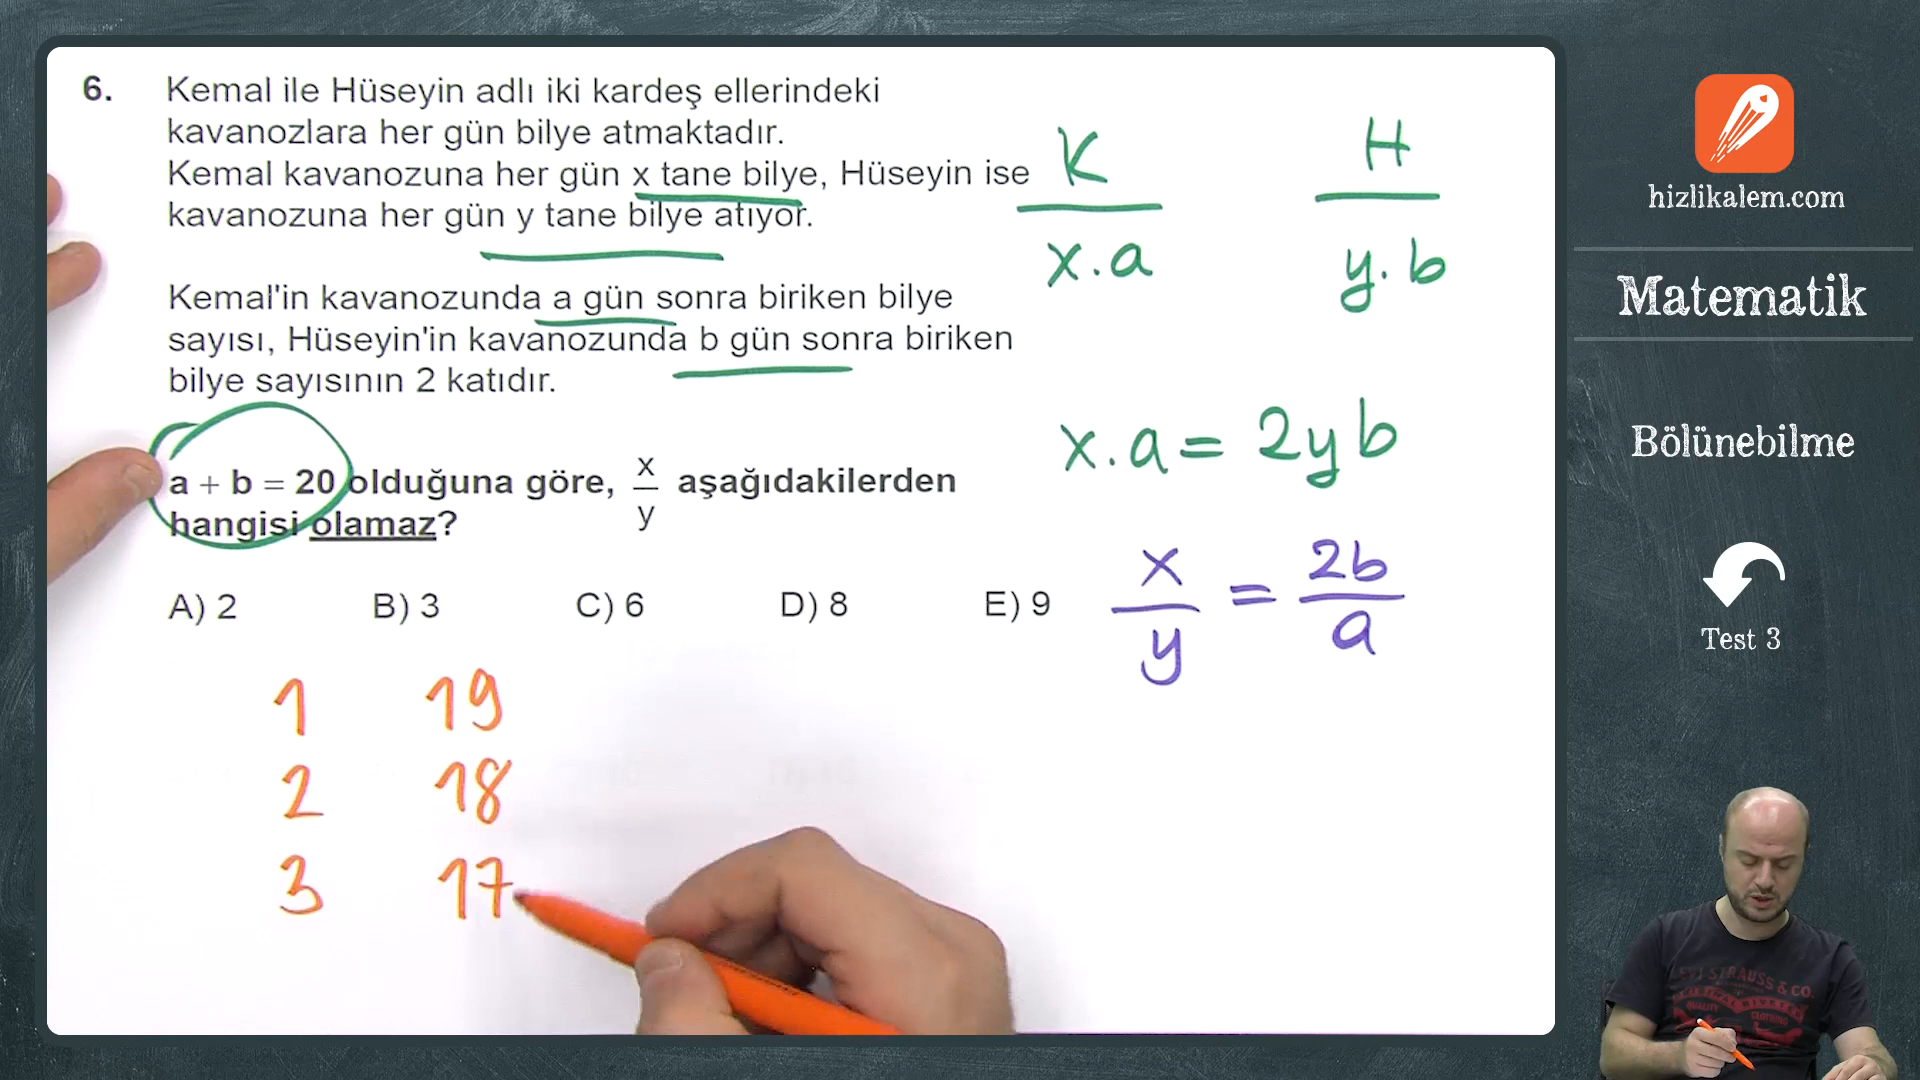 6. Kemal ile Hüseyin adlı iki kardeş ellerindeki
kavanozlara her gün bilye atmaktadır.
Kemal kavanozuna her gün x tane bilye, Hüseyin ise
kavanozuna her gün y tane bilye atıyor.
Kemal'in kavanozunda a gün sonra biriken bilye
sayısı, Hüseyin'in kavanozunda b gün sonra biriken
bilye sayısının 2 katıdır.
a + b = 20 olduğuna göre, x/y aşağıdakilerden
hangisi olamaz?
A) 2 B) 3 C) 6 D) 8 E) 9
K H
x.a y.b
x.a = 2yb
x/y = 2b/a
1 19
2 18
3 17
hizlikalem.com
Matematik
Bölünebilme
Test 3